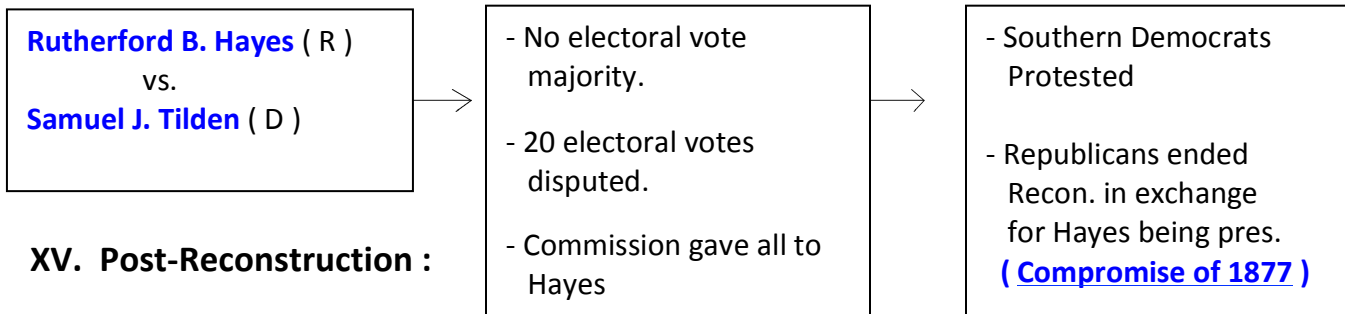 Rutherford B. Hayes ( R )
vs.
Samuel J. Tilden ( D )
- No electoral vote
majority.
- 20 electoral votes
disputed.
- Commission gave all to
Hayes
- Southern Democrats
Protested
- Republicans ended
Recon. in exchange
for Hayes being pres.
( Compromise of 1877 )
XV. Post-Reconstruction :